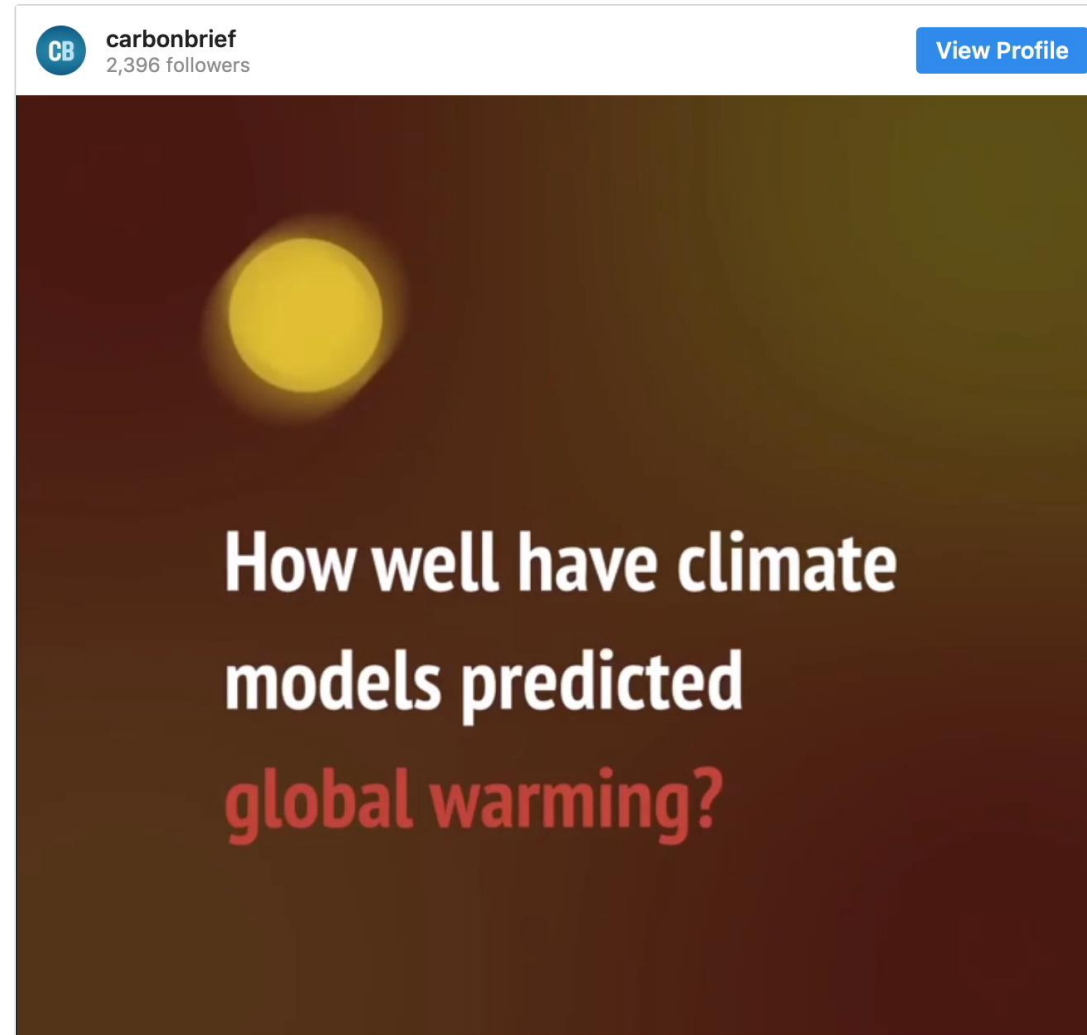 CB
carbonbrief
2,396 followers
View Profile
How well have climate
models predicted
global warming?